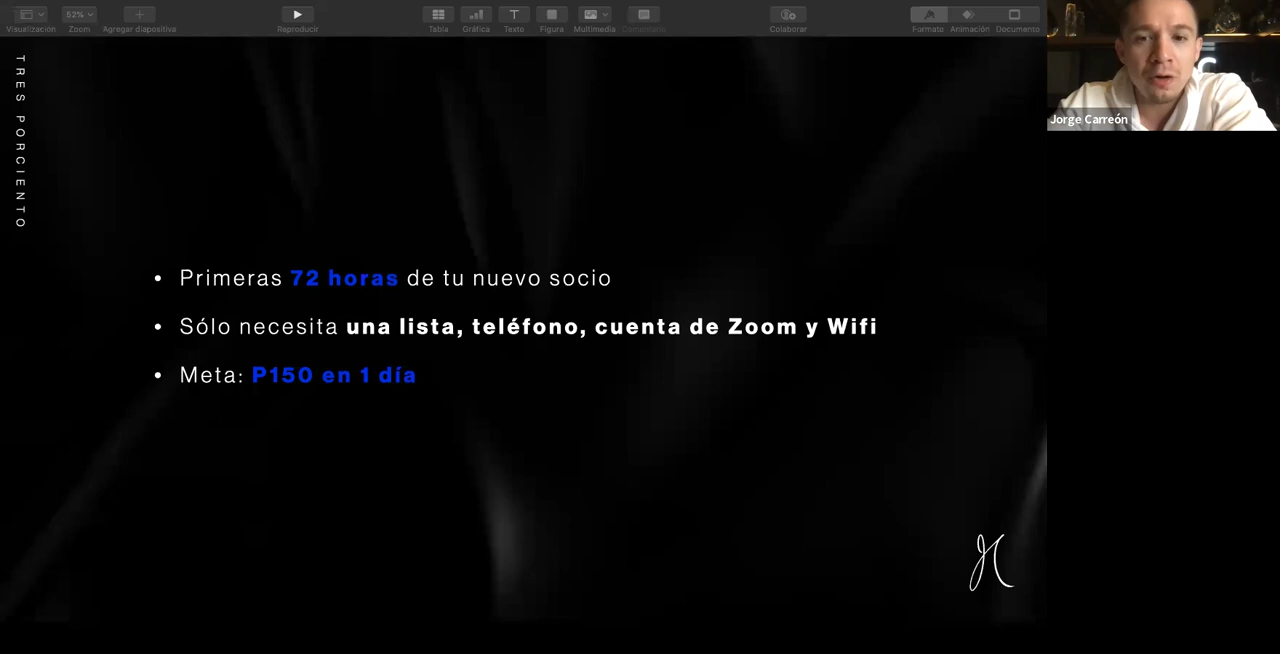 52%
Visualización Zoom Agregar diapositiva Reproducir Tabla Gráfica Texto Figura Multimedia Comentario Colaborar Formato Animación Documento
TRES PORCIENTO
Jorge Carreón
• Primeras 72 horas de tu nuevo socio
• Sólo necesita una lista, teléfono, cuenta de Zoom y Wifi
• Meta: P150 en 1 día